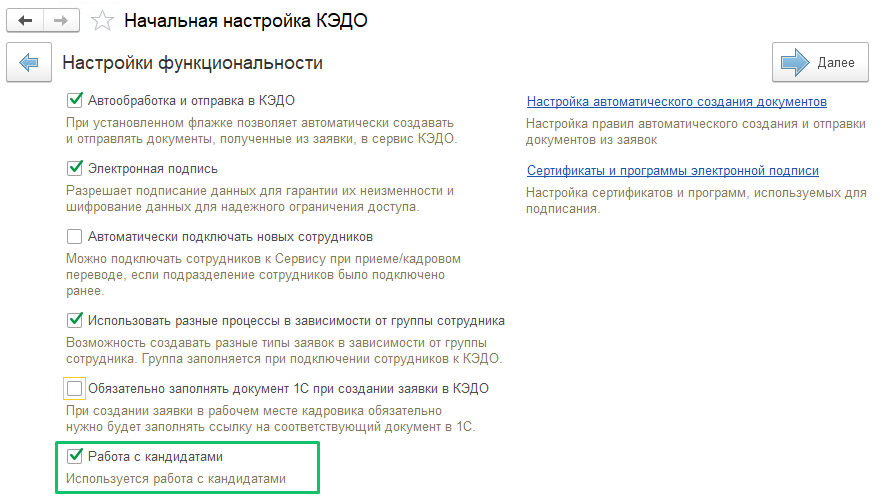 Начальная настройка КЭДО
Настройки функциональности
Далее
Автообработка и отправка в КЭДО
При установленном флажке позволяет автоматически создавать
и отправлять документы, полученные из заявки, в сервис КЭДО.
Электронная подпись
Разрешает подписание данных для гарантии их неизменности и
шифрование данных для надежного ограничения доступа.
Автоматически подключать новых сотрудников
Можно подключать сотрудников к Сервису при приеме/кадровом
переводе, если подразделение сотрудников было подключено
ранее.
Использовать разные процессы в зависимости от группы сотрудника
Возможность создавать разные типы заявок в зависимости от группы
сотрудника. Группа заполняется при подключении сотрудников к КЭДО.
Обязательно заполнять документ 1С при создании заявки в КЭДО
При создании заявки в рабочем месте кадровика обязательно
нужно будет заполнять ссылку на соответствующий документ в 1С.
Работа с кандидатами
Используется работа с кандидатами
Настройка автоматического создания документов
Настройка правил автоматического создания и отправки
документов из заявок
Сертификаты и программы электронной подписи
Настройка сертификатов и программ, используемых для
подписания.